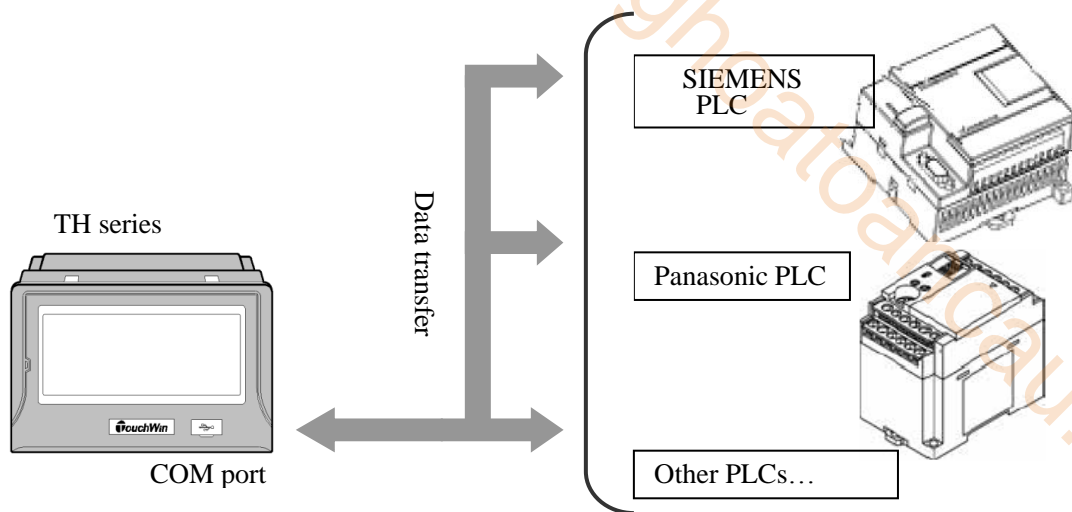 SIEMENS
PLC
TH series
Data transfer
Panasonic PLC
TouchWin
COM port
Other PLCs…